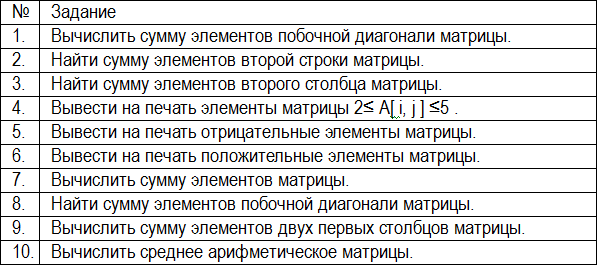 № Задание
1. Вычислить сумму элементов побочной диагонали матрицы.
2. Найти сумму элементов второй строки матрицы.
3. Найти сумму элементов второго столбца матрицы.
4. Вывести на печать элементы матрицы 2≤ A[ i, j ] ≤5 .
5. Вывести на печать отрицательные элементы матрицы.
6. Вывести на печать положительные элементы матрицы.
7. Вычислить сумму элементов матрицы.
8. Найти сумму элементов побочной диагонали матрицы.
9. Вычислить сумму элементов двух первых столбцов матрицы.
10. Вычислить среднее арифметическое матрицы.